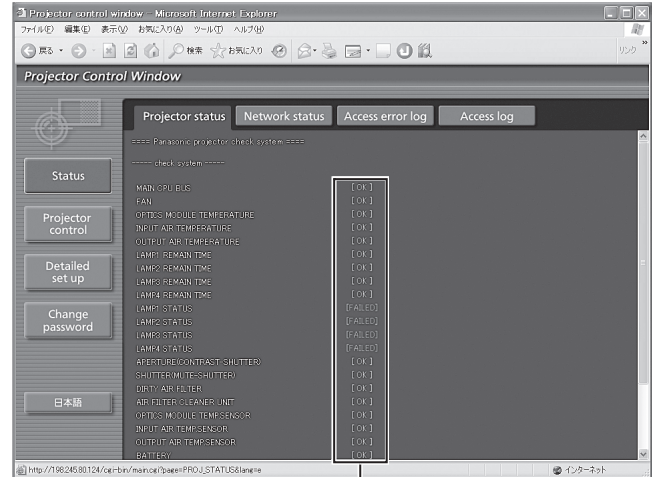 Projector control window - Microsoft Internet Explorer
ファイル(F) 編集(E) 表示(V) お気に入り(A) ツール(T) ヘルプ(H)
戻る 検索 お気に入り リンク »
Projector Control Window
Projector status Network status Access error log Access log
==== Panasonic projector check system ====
----- check system -----
Status
MAIN CPU BUS [ OK ]
FAN [ OK ]
OPTICS MODULE TEMPERATURE [ OK ]
INPUT AIR TEMPERATURE [ OK ]
OUTPUT AIR TEMPERATURE [ OK ]
LAMP1 REMAIN TIME [ OK ]
LAMP2 REMAIN TIME [ OK ]
LAMP3 REMAIN TIME [ OK ]
LAMP4 REMAIN TIME [ OK ]
LAMP1 STATUS [FAILED]
LAMP2 STATUS [FAILED]
LAMP3 STATUS [FAILED]
LAMP4 STATUS [FAILED]
APERTURE(CONTRAST-SHUTTER) [ OK ]
SHUTTER(MUTE-SHUTTER) [ OK ]
DIRTY AIR FILTER [ OK ]
AIR FILTER CLEANER UNIT [ OK ]
OPTICS MODULE TEMP.SENSOR [ OK ]
INPUT AIR TEMP.SENSOR [ OK ]
OUTPUT AIR TEMP.SENSOR [ OK ]
BATTERY [ OK ]
Projector
control
Detailed
set up
Change
password
日本語
http://198.245.80.124/cgi-bin/main.cgi?page=PROJ_STATUS&lang=e インターネット